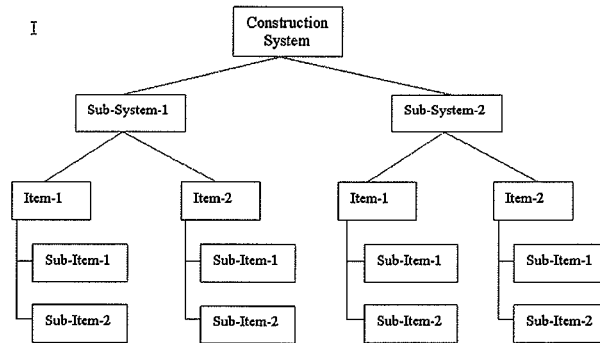 Construction
System
Sub-System-1
Sub-System-2
Item-1
Item-2
Item-1
Item-2
Sub-Item-1
Sub-Item-1
Sub-Item-1
Sub-Item-1
Sub-Item-2
Sub-Item-2
Sub-Item-2
Sub-Item-2